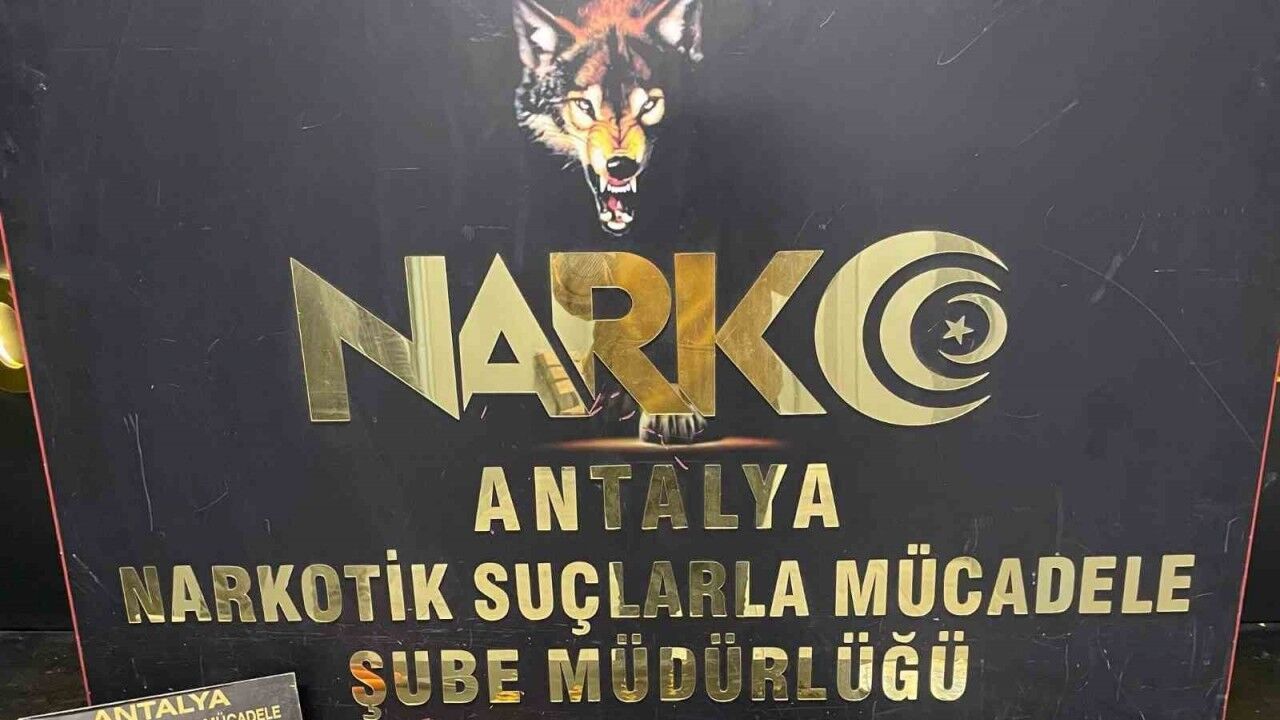 NARKO
ANTALYA
NARKOTİK SUÇLARLA MÜCADELE
ŞUBE MÜDÜRLÜĞÜ
ANTALYA
MÜCADELE